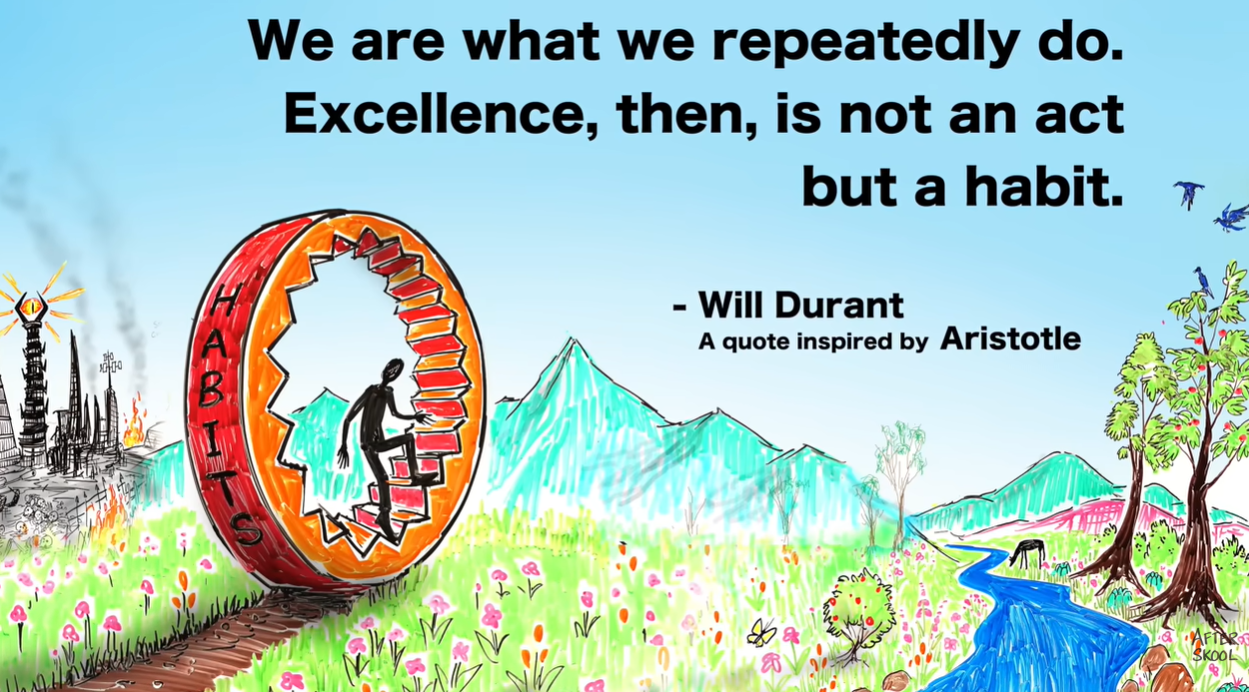 We are what we repeatedly do.
Excellence, then, is not an act
but a habit.
- Will Durant
A quote inspired by Aristotle
HABITS
AFTER
SKOOL